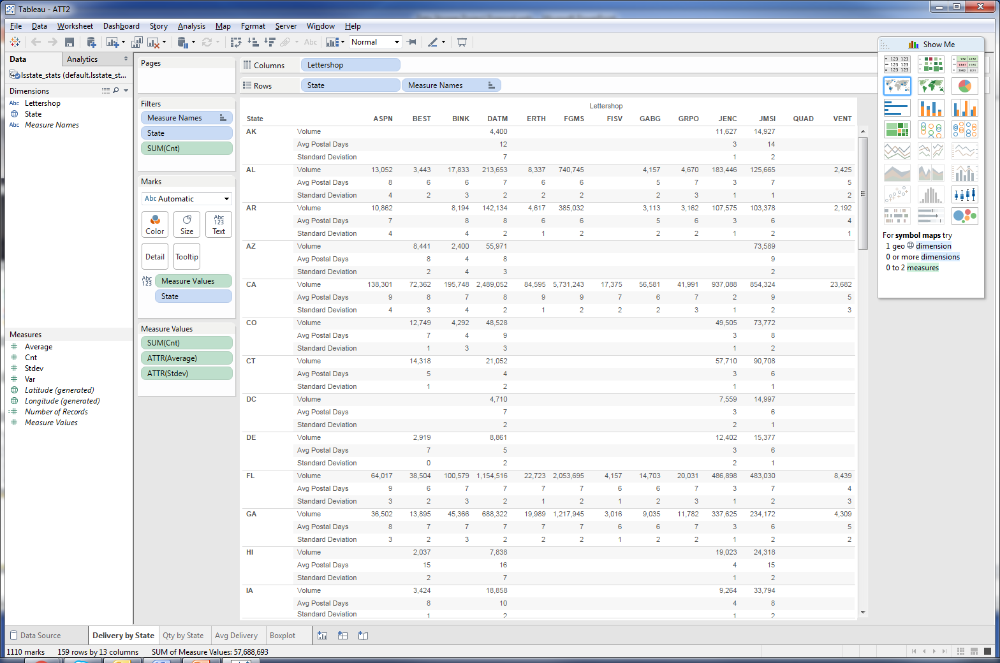 Tableau - ATT2
File Data Worksheet Dashboard Story Analysis Map Format Server Window Help
Abc Normal
Data Analytics
lsstate_stats (default.lsstate_st...
Dimensions
Abc Lettershop
State
Abc Measure Names
Measures
Average
Cnt
Stdev
Var
Latitude (generated)
Longitude (generated)
Number of Records
Measure Values
Pages
Filters
Measure Names
State
SUM(Cnt)
Marks
Abc Automatic
Color Size Abc 123 Text
Detail Tooltip
Abc 123 Measure Values
State
Measure Values
SUM(Cnt)
ATTR(Average)
ATTR(Stdev)
Columns Lettershop
Rows State Measure Names
Lettershop
State ASPN BEST BINK DATM ERTH FGMS FISV GABG GRPO JENC JMSI QUAD VENT
AK Volume 4,400 11,627 14,927
Avg Postal Days 12 3 14
Standard Deviation 7 1 2
AL Volume 13,052 3,443 17,833 213,653 8,337 740,745 4,157 4,670 183,446 125,665 2,425
Avg Postal Days 8 6 6 7 6 6 5 7 3 7 5
Standard Deviation 4 2 3 2 2 2 2 3 1 1 2
AR Volume 10,862 8,194 142,134 4,617 385,032 3,113 3,162 107,575 103,378 2,192
Avg Postal Days 7 8 8 6 6 5 6 3 6 4
Standard Deviation 4 4 2 1 2 2 2 1 2 1
AZ Volume 8,441 2,400 55,971 73,589
Avg Postal Days 8 4 8 9
Standard Deviation 2 4 3 2
CA Volume 138,301 72,362 195,748 2,489,052 84,595 5,731,243 17,375 56,581 41,991 937,088 854,324 23,682
Avg Postal Days 9 8 7 8 9 9 7 6 7 2 9 5
Standard Deviation 4 3 4 2 1 2 2 2 3 1 2 3
CO Volume 12,749 4,292 48,528 49,505 73,772
Avg Postal Days 7 4 9 3 8
Standard Deviation 1 3 3 1 2
CT Volume 14,318 21,052 57,710 90,708
Avg Postal Days 5 4 3 6
Standard Deviation 1 2 1 1
DC Volume 4,710 7,559 14,997
Avg Postal Days 7 3 6
Standard Deviation 2 2 1
DE Volume 2,919 8,861 12,402 15,377
Avg Postal Days 7 5 3 6
Standard Deviation 0 2 2 1
FL Volume 64,017 38,504 100,579 1,154,516 22,723 2,053,695 4,157 14,703 20,031 486,898 483,030 8,439
Avg Postal Days 9 6 7 7 7 7 6 6 7 3 7 4
Standard Deviation 3 2 3 2 1 2 1 2 3 1 2 3
GA Volume 36,502 13,895 45,366 688,322 19,989 1,217,945 3,016 9,035 11,782 337,625 234,172 4,309
Avg Postal Days 8 7 7 7 7 7 6 6 7 3 6 5
Standard Deviation 3 2 3 2 2 2 1 2 2 1 2 2
HI Volume 2,037 7,838 19,023 24,318
Avg Postal Days 15 16 4 15
Standard Deviation 2 7 1 2
IA Volume 3,424 18,858 9,264 33,794
Avg Postal Days 8 10 4 8
Standard Deviation 1 2 1 2
Show Me
For symbol maps try
1 geo dimension
0 or more dimensions
0 to 2 measures
Data Source Delivery by State Qty by State Avg Delivery Boxplot
1110 marks 159 rows by 13 columns SUM of Measure Values: 57,688,693